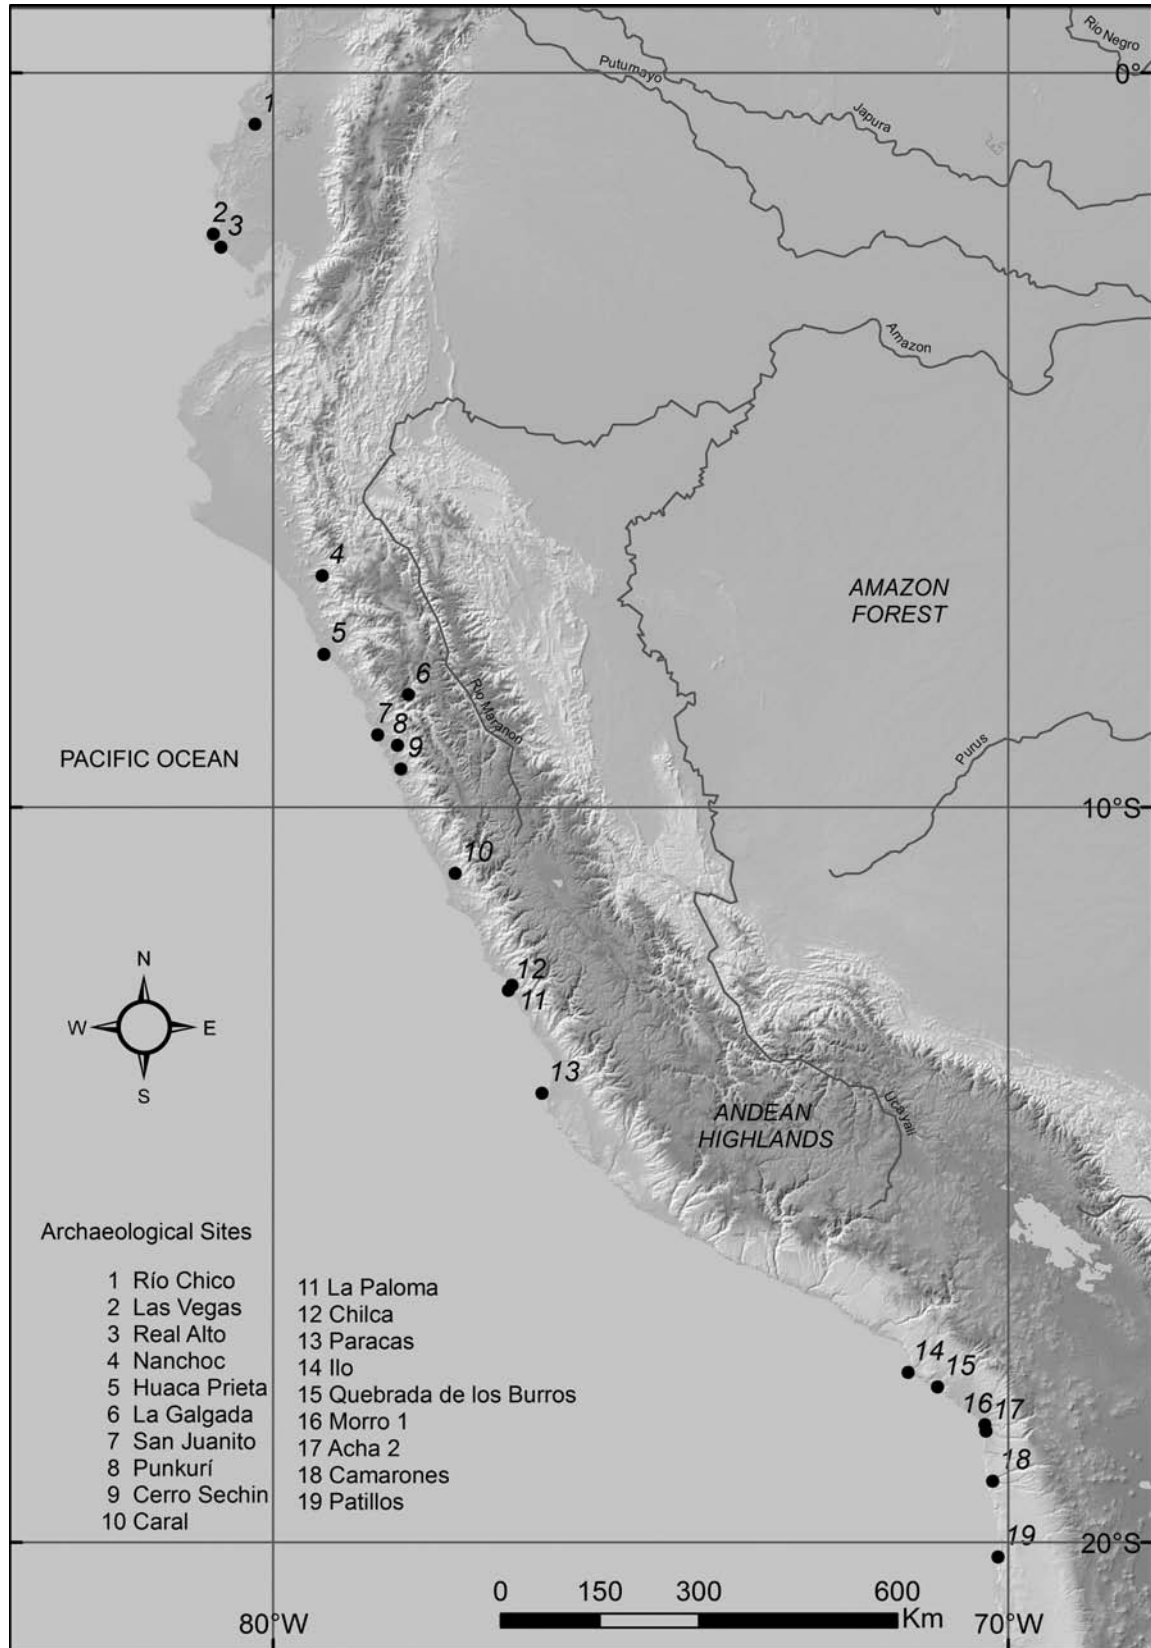 Río Negro
0°
Putumayo
Japura
1
2
3
Amazon
4
AMAZON
FOREST
5
6
Río Marañon
7
8
9
Purus
PACIFIC OCEAN
10°S
10
12
11
N
W
E
S
13
Ucayali
ANDEAN
HIGHLANDS
Archaeological Sites
1 Río Chico
2 Las Vegas
3 Real Alto
4 Nanchoc
5 Huaca Prieta
6 La Galgada
7 San Juanito
8 Punkurí
9 Cerro Sechin
10 Caral
11 La Paloma
12 Chilca
13 Paracas
14 Ilo
15 Quebrada de los Burros
16 Morro 1
17 Acha 2
18 Camarones
19 Patillos
14
15
16
17
18
19
20°S
0 150 300 600
Km
80°W
70°W